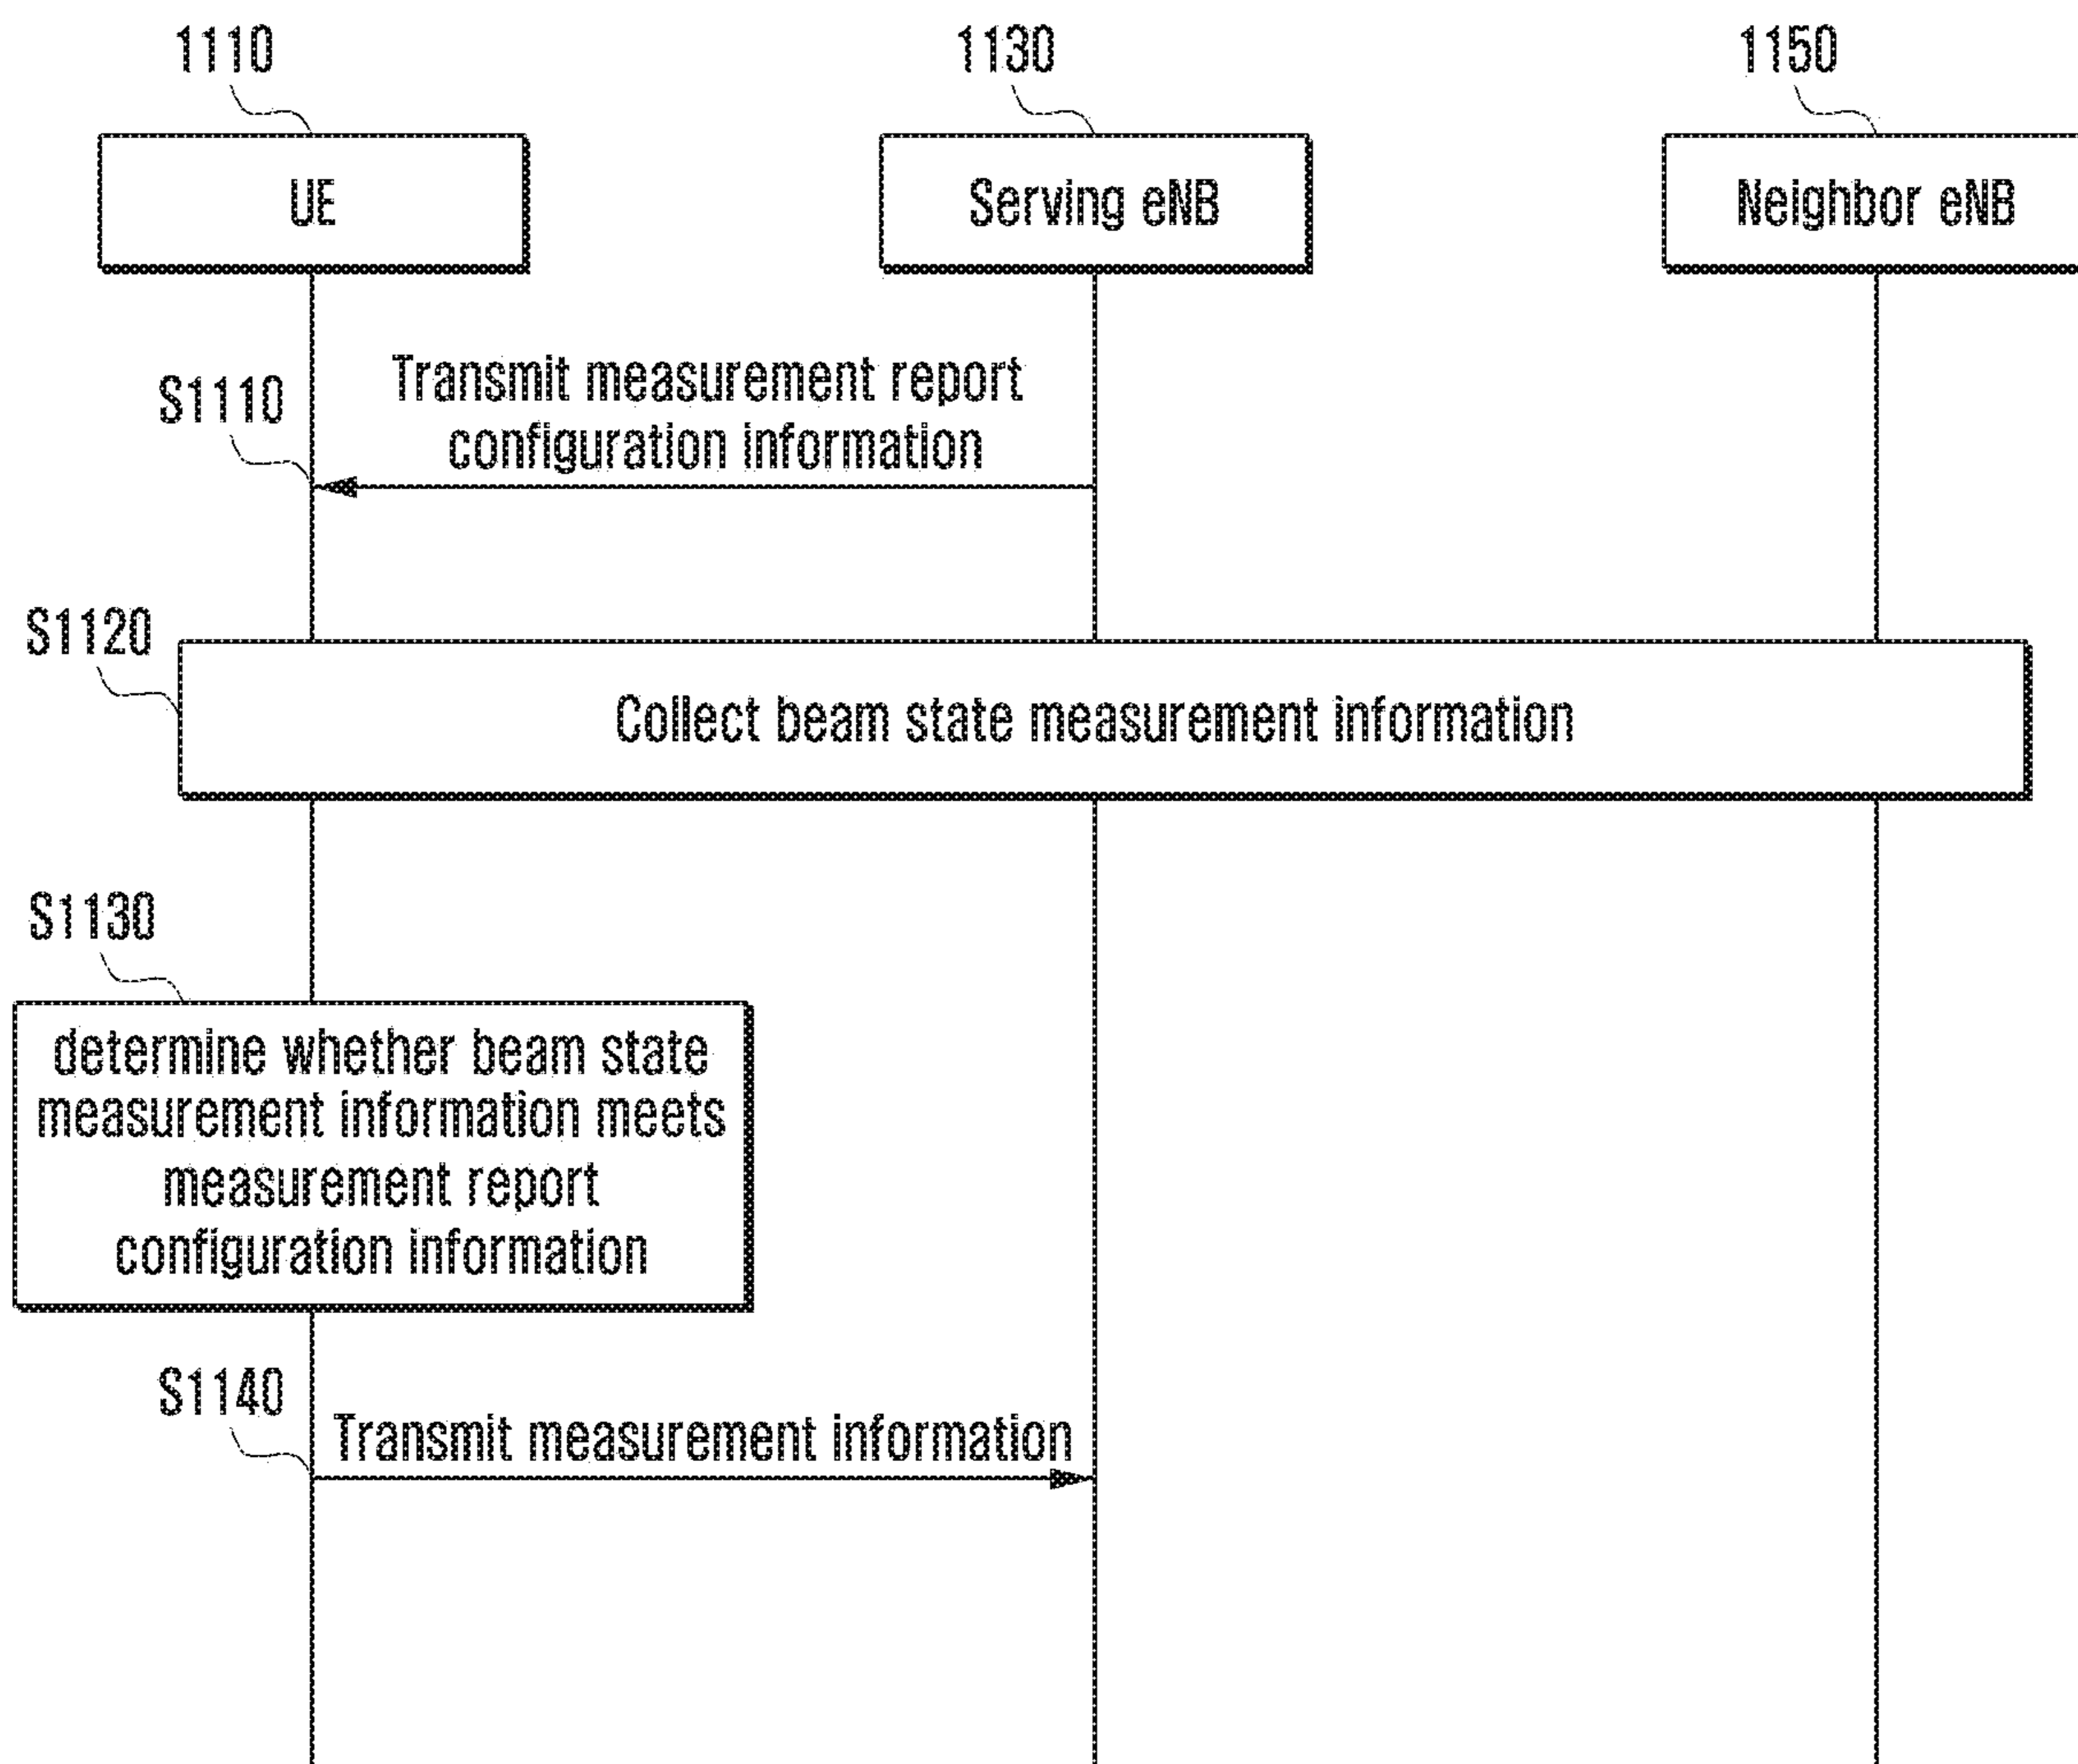 1110
1130
1150
UE
Serving eNB
Neighbor eNB
S1110
Transmit measurement report
configuration information
S1120
Collect beam state measurement information
S1130
determine whether beam state
measurement information meets
measurement report
configuration information
S1140
Transmit measurement information